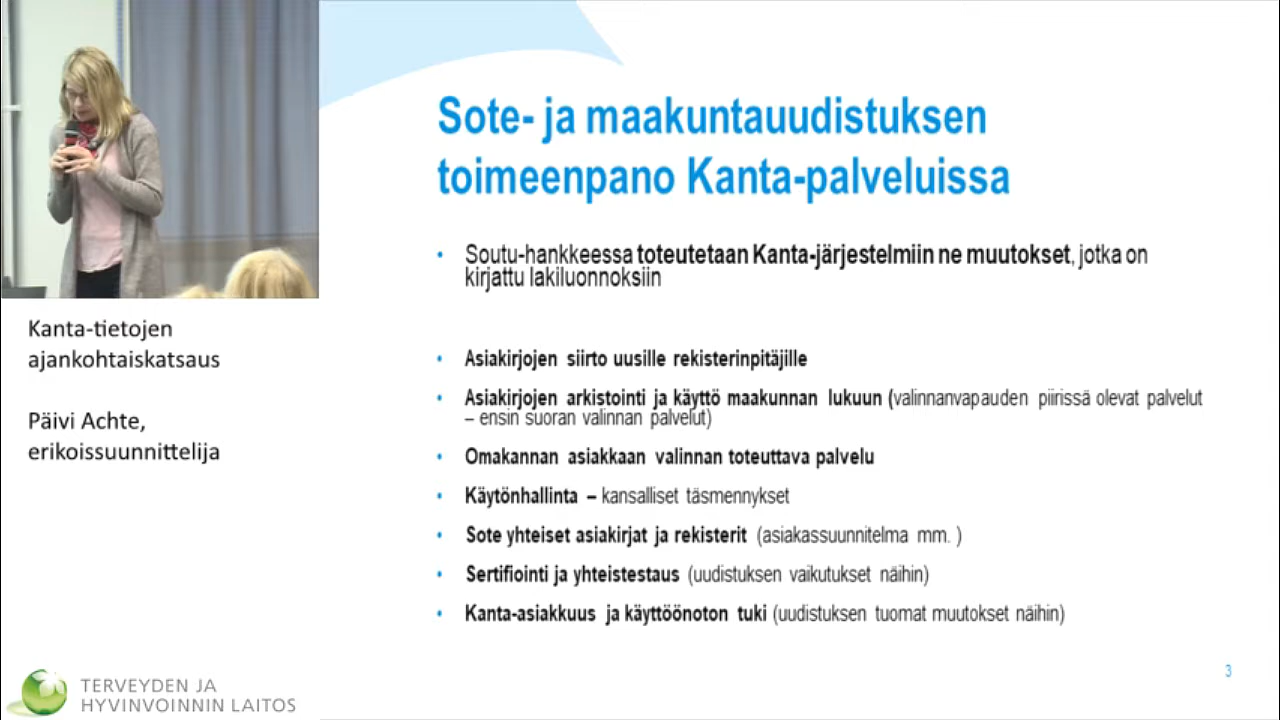 Sote- ja maakuntauudistuksen
toimeenpano Kanta-palveluissa
• Soutu-hankkeessa toteutetaan Kanta-järjestelmiin ne muutokset, jotka on
kirjattu lakiluonnoksiin
• Asiakirjojen siirto uusille rekisterinpitäjille
• Asiakirjojen arkistointi ja käyttö maakunnan lukuun (valinnanvapauden piirissä olevat palvelut
– ensin suoran valinnan palvelut)
• Omakannan asiakkaan valinnan toteuttava palvelu
• Käytönhallinta – kansalliset täsmennykset
• Sote yhteiset asiakirjat ja rekisterit (asiakassuunnitelma mm. )
• Sertifiointi ja yhteistestaus (uudistuksen vaikutukset näihin)
• Kanta-asiakkuus ja käyttöönoton tuki (uudistuksen tuomat muutokset näihin)
3
Kanta-tietojen
ajankohtaiskatsaus
Päivi Achte,
erikoissuunnittelija
TERVEYDEN JA
HYVINVOINNIN LAITOS